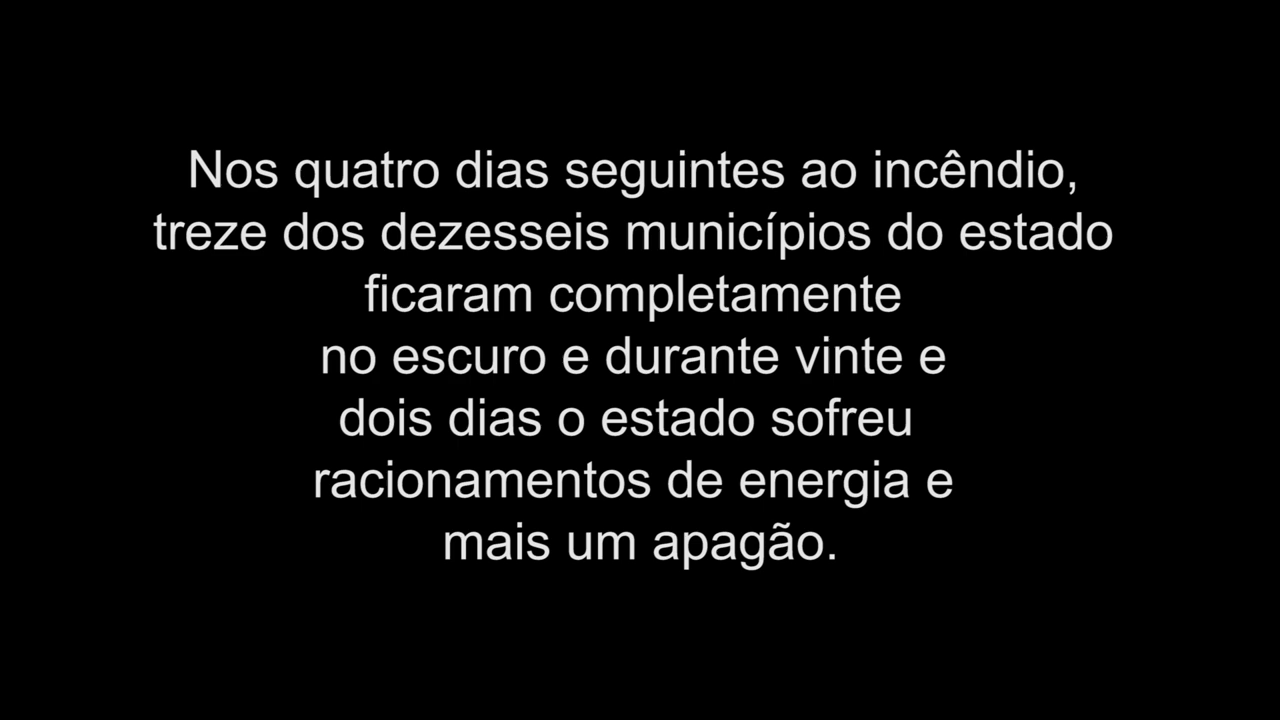 Nos quatro dias seguintes ao incêndio,
treze dos dezesseis municípios do estado
ficaram completamente
no escuro e durante vinte e
dois dias o estado sofreu
racionamentos de energia e
mais um apagão.